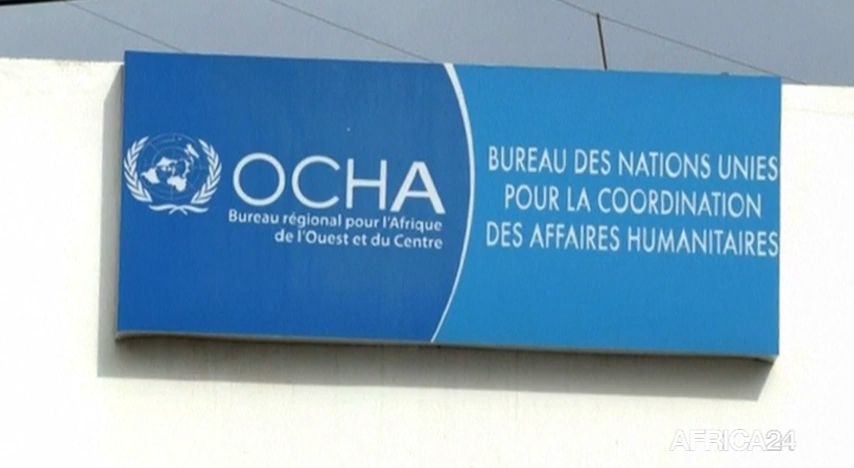 OCHA
Bureau régional pour l'Afrique
de l'Ouest et du Centre
BUREAU DES NATIONS UNIES
POUR LA COORDINATION
DES AFFAIRES HUMANITAIRES
AFRICA24